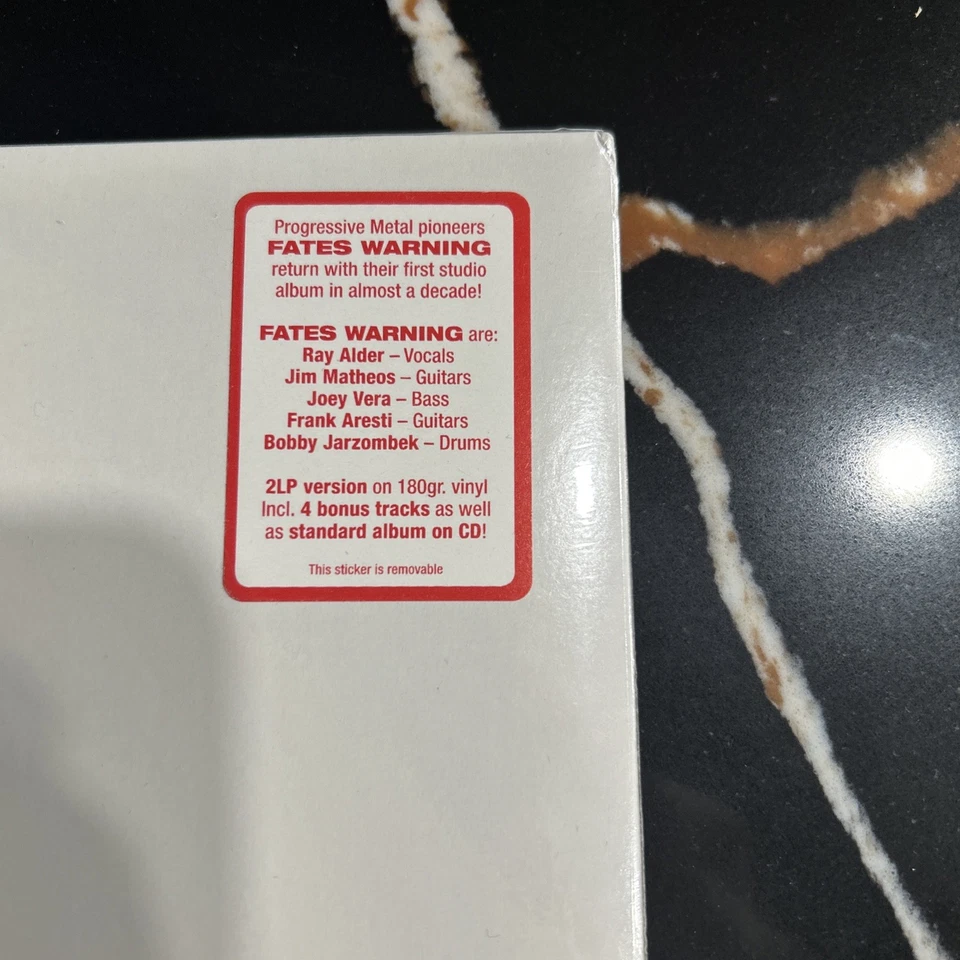 Progressive Metal pioneers
FATES WARNING
return with their first studio
album in almost a decade!
FATES WARNING are:
Ray Alder – Vocals
Jim Matheos – Guitars
Joey Vera – Bass
Frank Aresti – Guitars
Bobby Jarzombek – Drums
2LP version on 180gr. vinyl
Incl. 4 bonus tracks as well
as standard album on CD!
This sticker is removable